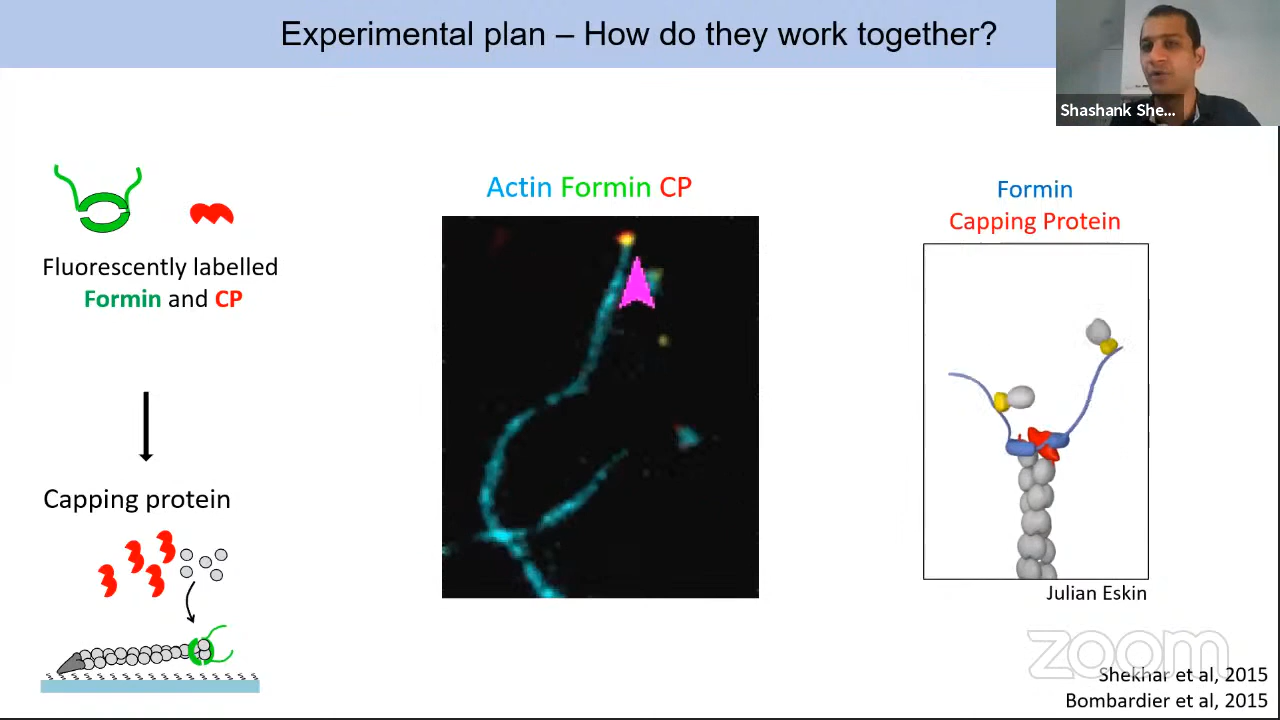 Experimental plan – How do they work together?
Shashank She...
Fluorescently labelled
Formin and CP
Capping protein
Actin Formin CP
Formin
Capping Protein
Julian Eskin
zoom
Shekhar et al, 2015
Bombardier et al, 2015